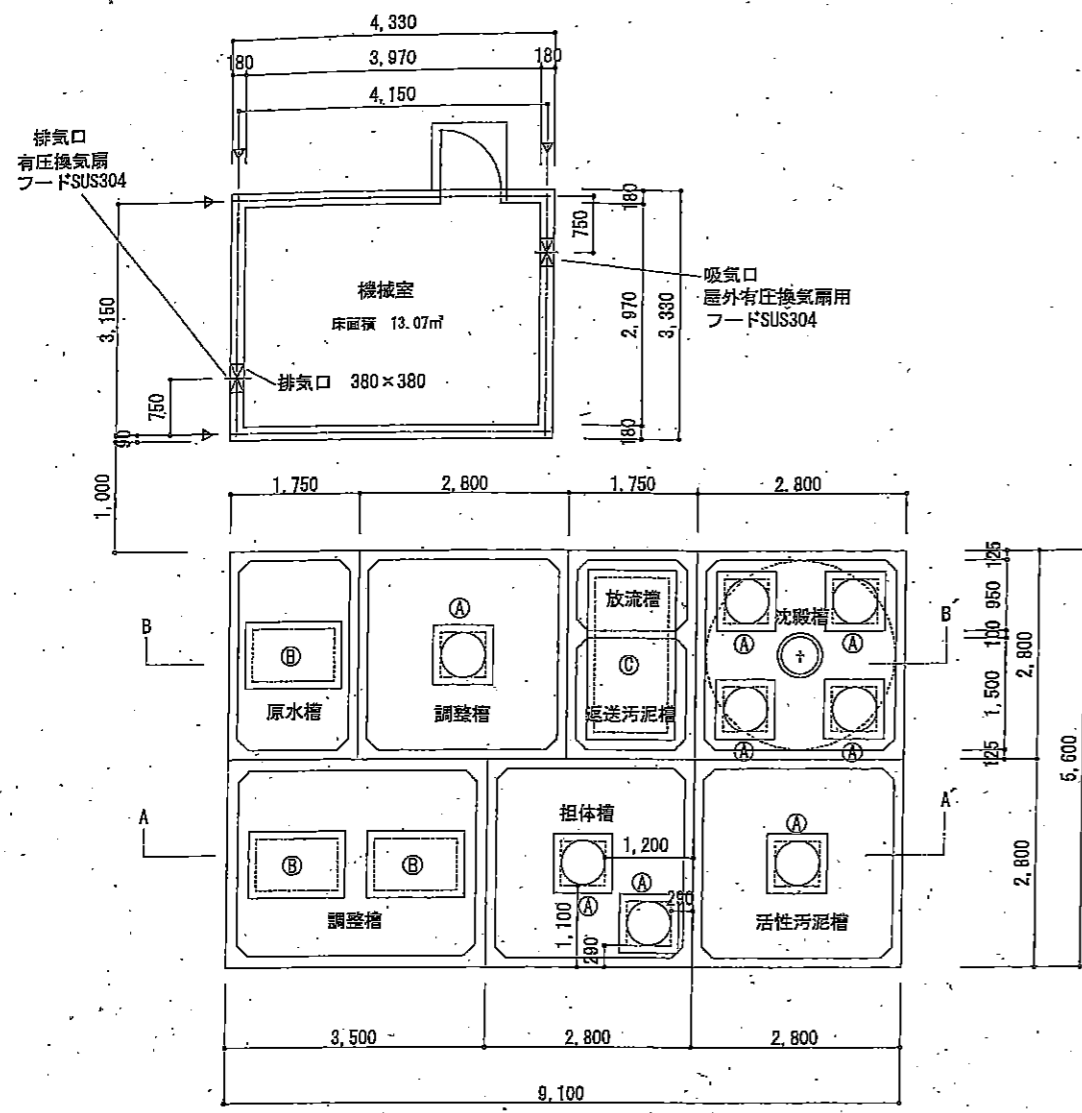 4,330
180
3,970
180
4,150
排気口
有圧換気扇
フードSUS304
180
750
吸気口
屋外有圧換気扇用
フードSUS304
機械室
床面積 13.07㎡
3,150
2,970
3,330
排気口 380×380
750
90
180
1,000
1,750
2,800
1,750
2,800
125
950
100
1,500
125
2,800
5,600
B
B´
放流槽
沈殿槽
Ⓐ
Ⓐ
Ⓐ
Ⓑ
Ⓒ
原水槽
調整槽
返送汚泥槽
Ⓐ
Ⓐ
A
A´
担体槽
Ⓐ
1,200
Ⓑ
Ⓑ
Ⓐ
Ⓐ
290
調整槽
1,100
290
活性汚泥槽
2,800
3,500
2,800
2,800
9,100